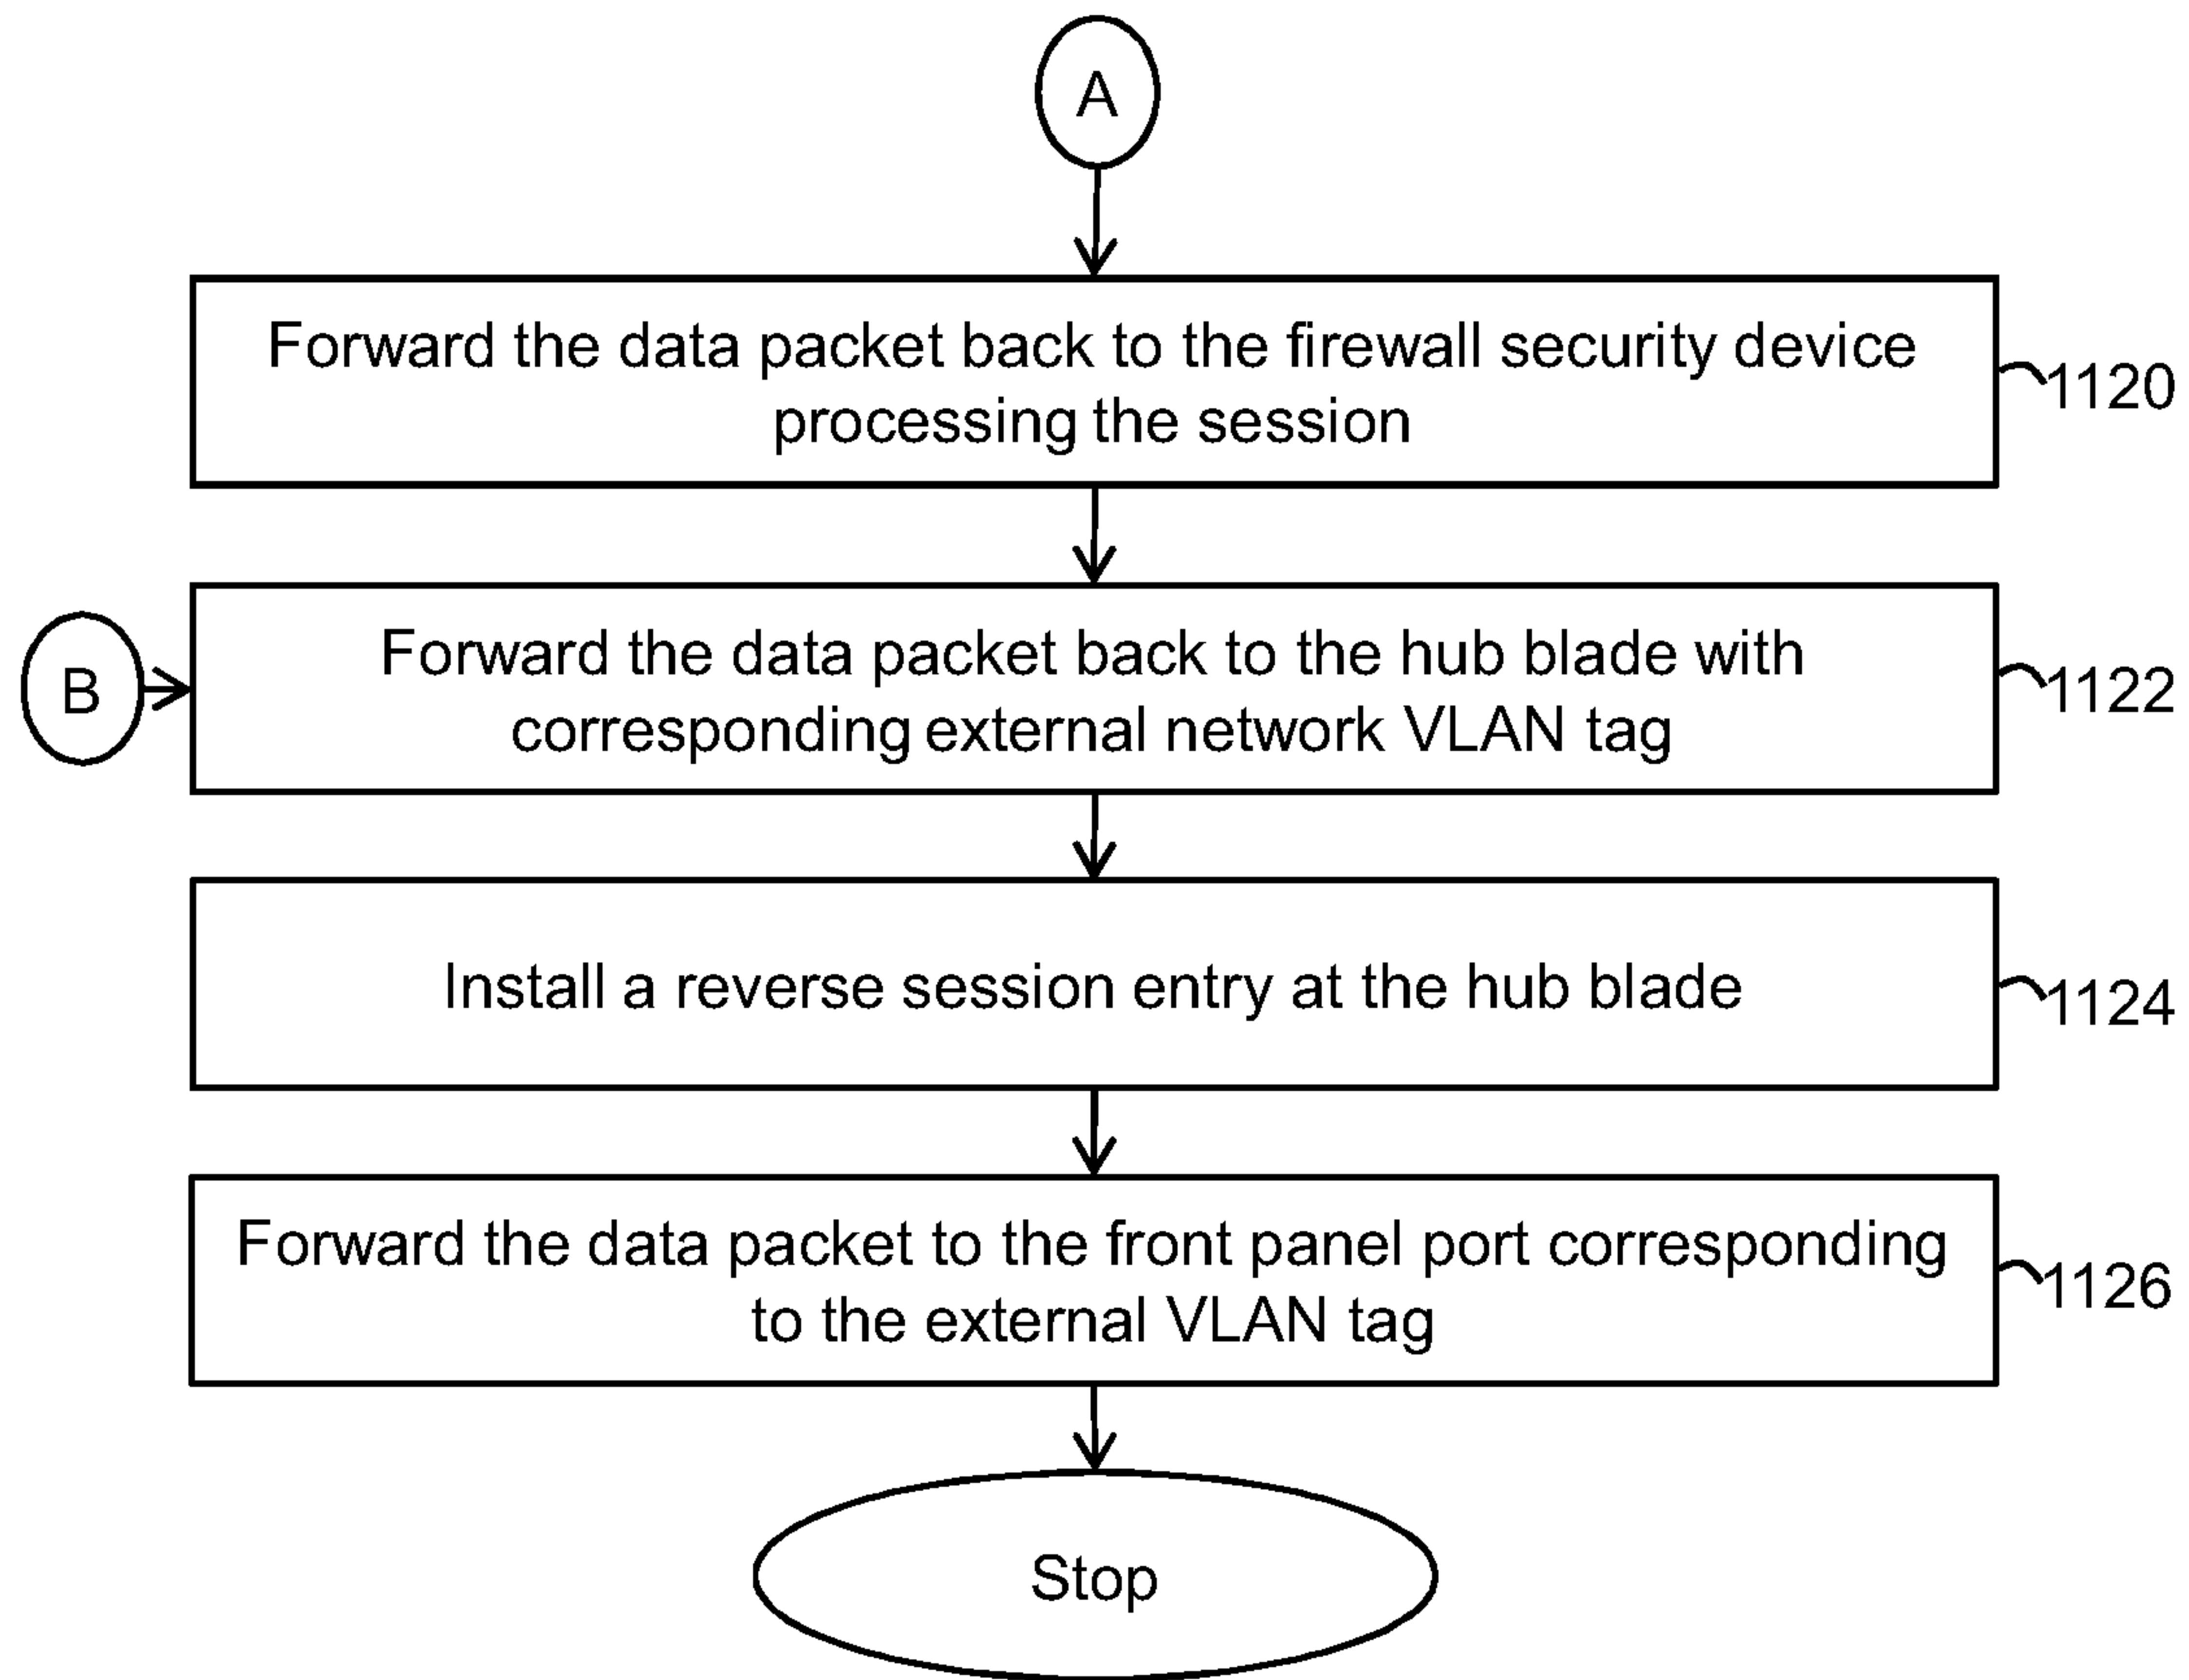 A
Forward the data packet back to the firewall security device
processing the session
1120
B
Forward the data packet back to the hub blade with
corresponding external network VLAN tag
1122
Install a reverse session entry at the hub blade
1124
Forward the data packet to the front panel port corresponding
to the external VLAN tag
1126
Stop